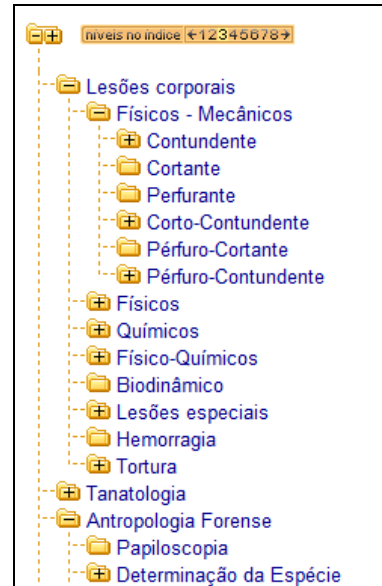 níveis no índice ←12345678→
Lesões corporais
Físicos - Mecânicos
Contundente
Cortante
Perfurante
Corto-Contundente
Pérfuro-Cortante
Pérfuro-Contundente
Físicos
Químicos
Físico-Químicos
Biodinâmico
Lesões especiais
Hemorragia
Tortura
Tanatologia
Antropologia Forense
Papiloscopia
Determinação da Espécie